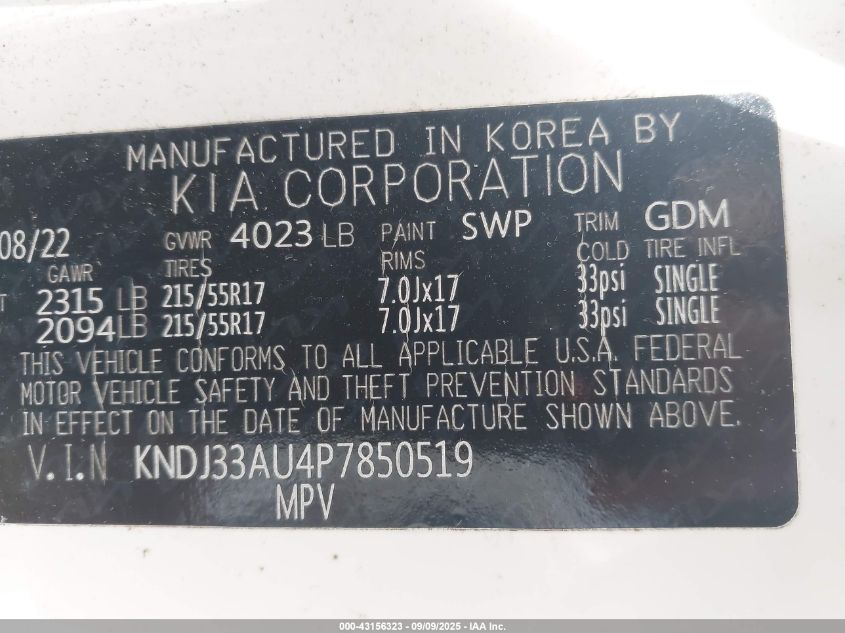 MANUFACTURED IN KOREA BY
KIA CORPORATION
08/22 GVWR 4023 LB PAINT SWP TRIM GDM
GAWR TIRES RIMS COLD TIRE INFL
2315 LB 215/55R17 7.0Jx17 33psi SINGLE
2094 LB 215/55R17 7.0Jx17 33psi SINGLE
THIS VEHICLE CONFORMS TO ALL APPLICABLE U.S.A. FEDERAL
MOTOR VEHICLE SAFETY AND THEFT PREVENTION STANDARDS
IN EFFECT ON THE DATE OF MANUFACTURE SHOWN ABOVE.
V.I.N KNDJ33AU4P7850519
MPV
000-43156323 - 09/09/2025 - IAA Inc.